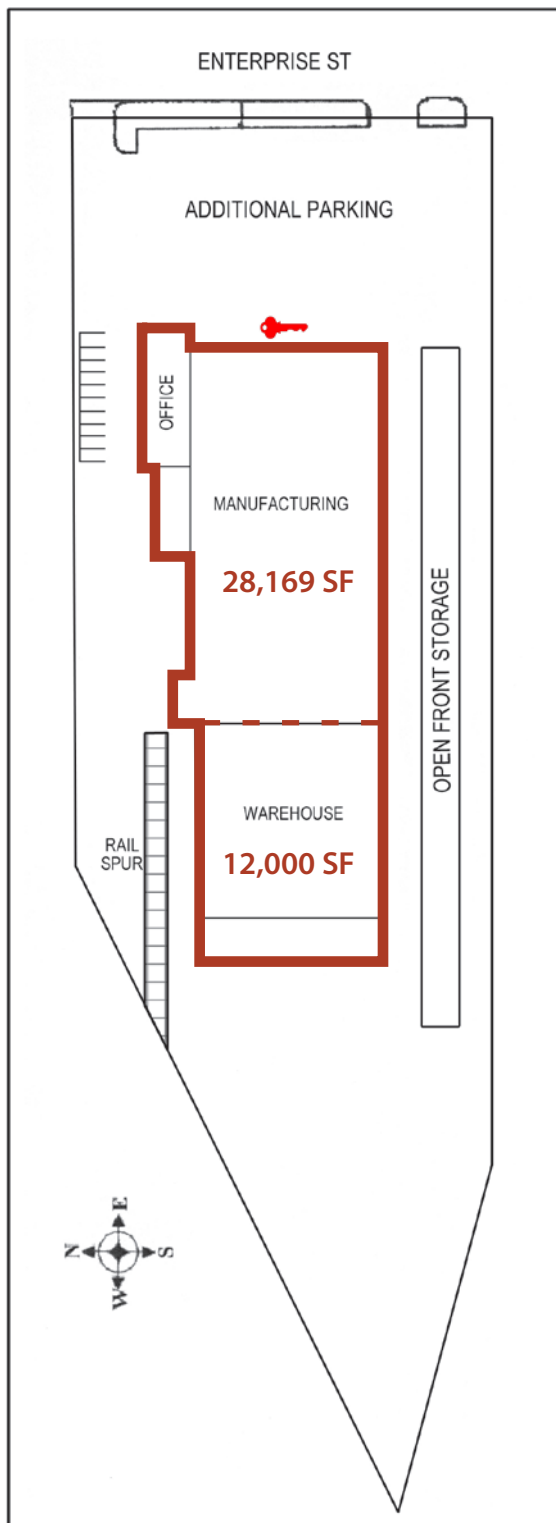 ENTERPRISE ST
ADDITIONAL PARKING
OFFICE
MANUFACTURING
28,169 SF
OPEN FRONT STORAGE
WAREHOUSE
12,000 SF
RAIL
SPUR
E
N
S
W